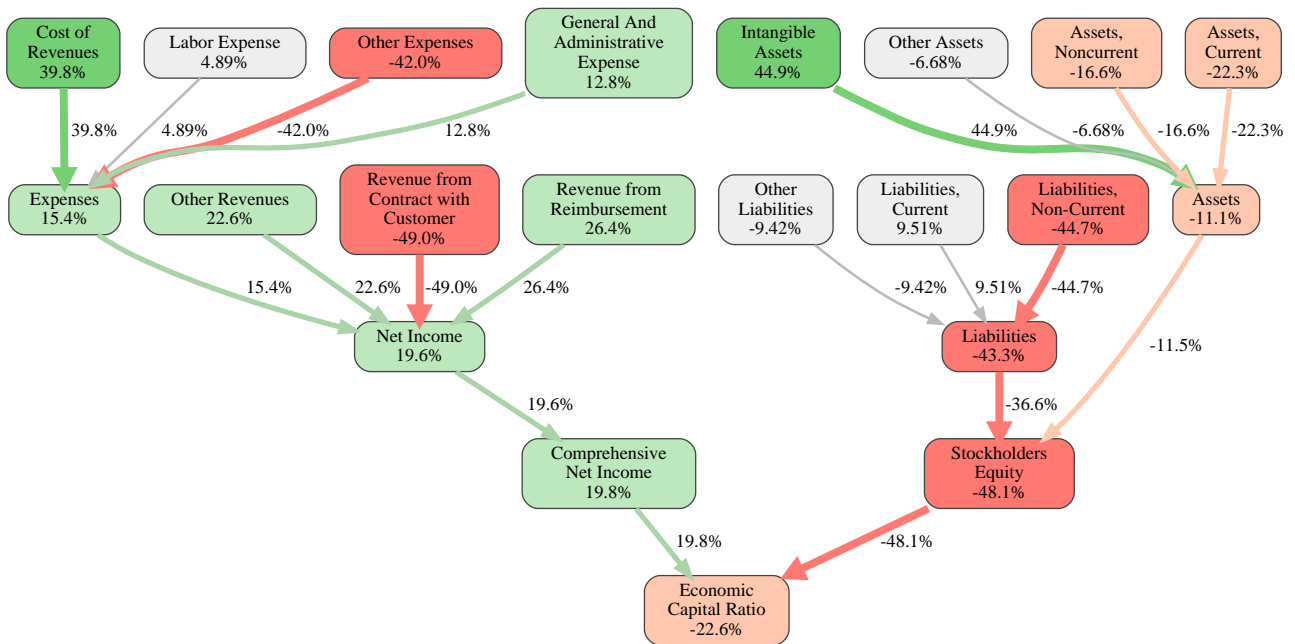 Cost of
Revenues
39.8%
Labor Expense
4.89%
Other Expenses
-42.0%
General And
Administrative
Expense
12.8%
Intangible
Assets
44.9%
Other Assets
-6.68%
Assets,
Noncurrent
-16.6%
Assets,
Current
-22.3%
39.8%
4.89%
-42.0%
12.8%
44.9%
-6.68%
-16.6%
-22.3%
Expenses
15.4%
Other Revenues
22.6%
Revenue from
Contract with
Customer
-49.0%
Revenue from
Reimbursement
26.4%
Other
Liabilities
-9.42%
Liabilities,
Current
9.51%
Liabilities,
Non-Current
-44.7%
Assets
-11.1%
15.4%
22.6%
-49.0%
26.4%
-9.42%
9.51%
-44.7%
Net Income
19.6%
Liabilities
-43.3%
-11.5%
19.6%
-36.6%
Comprehensive
Net Income
19.8%
Stockholders
Equity
-48.1%
19.8%
-48.1%
Economic
Capital Ratio
-22.6%